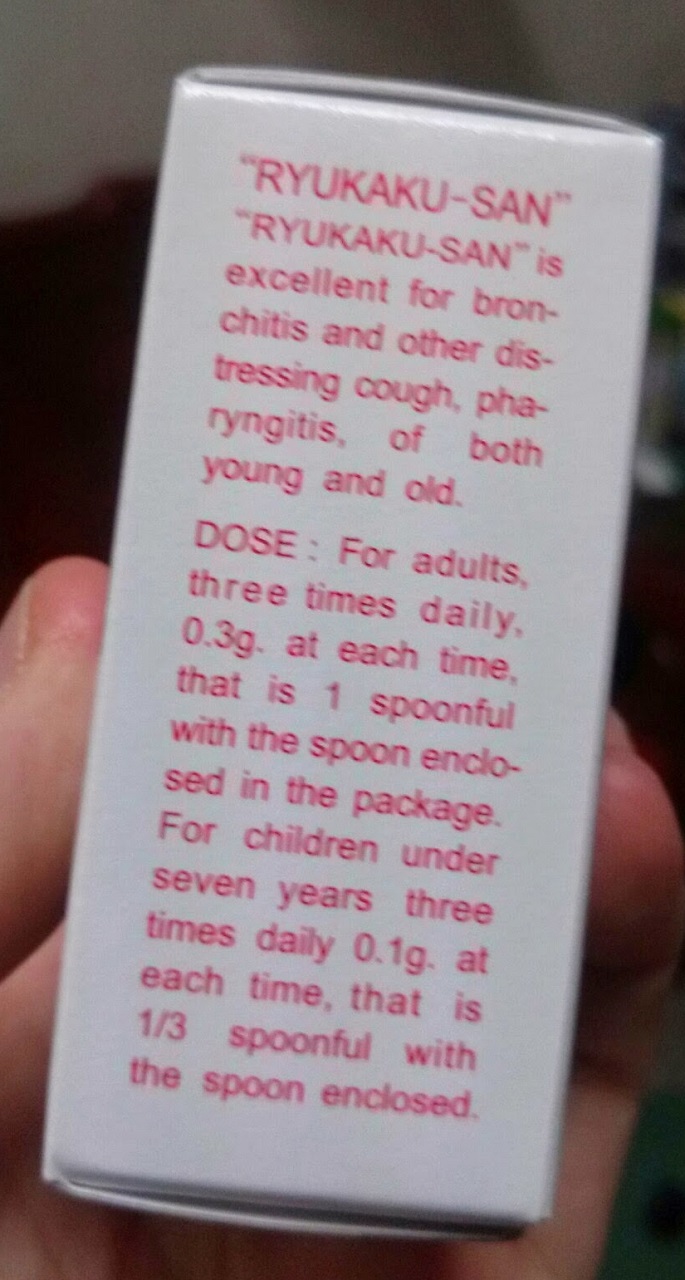 “RYUKAKU-SAN”
“RYUKAKU-SAN” is
excellent for bron-
chitis and other dis-
tressing cough, pha-
ryngitis, of both
young and old.
DOSE : For adults,
three times daily,
0.3g. at each time,
that is 1 spoonful
with the spoon enclo-
sed in the package.
For children under
seven years three
times daily 0.1g. at
each time, that is
1/3 spoonful with
the spoon enclosed.